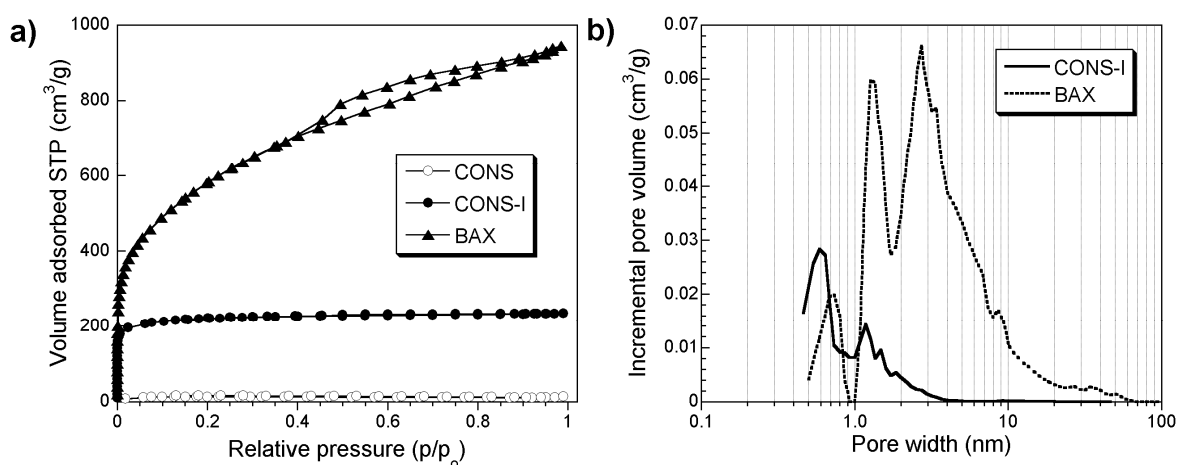 a)
Volume adsorbed STP (cm³/g)
1000
800
600
400
200
0
0 0.2 0.4 0.6 0.8 1
Relative pressure (p/pₒ)
CONS
CONS-I
BAX
b)
Incremental pore volume (cm³/g)
0.07
0.06
0.05
0.04
0.03
0.02
0.01
0
0.1 1.0 10 100
Pore width (nm)
CONS-I
BAX